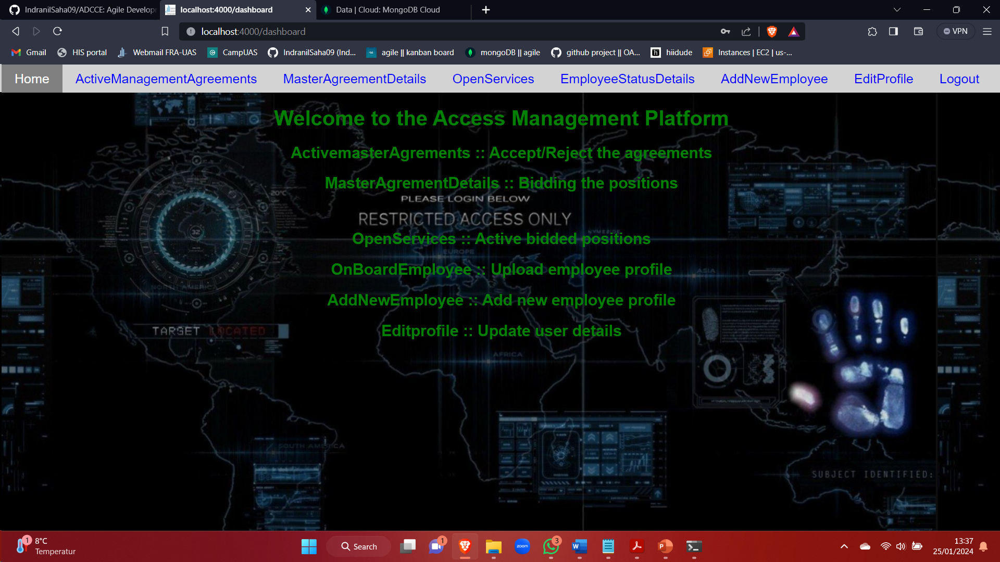 IndranilSaha09/ADCCE: Agile Develop
localhost:4000/dashboard
Data | Cloud: MongoDB Cloud
localhost:4000/dashboard
VPN
Gmail
HIS portal
Webmail FRA-UAS
CampUAS
IndranilSaha09 (Ind...
agile || kanban board
mongoDB || agile
github project || OA...
hiidude
Instances | EC2 | us-...
Home
ActiveManagementAgreements
MasterAgreementDetails
OpenServices
EmployeeStatusDetails
AddNewEmployee
EditProfile
Logout
Welcome to the Access Management Platform
ActivemasterAgrements :: Accept/Reject the agreements
MasterAgrementDetails :: Bidding the positions
PLEASE LOGIN BELOW
RESTRICTED ACCESS ONLY
OpenServices :: Active bidded positions
EUROPE
OnBoardEmployee :: Upload employee profile
ASIA
NORTH AMERICA
AddNewEmployee :: Add new employee profile
TARGET LOCATED
Editprofile :: Update user details
AFRICA
SOUTH AMERICA
SUBJECT IDENTIFIED:
20°C
32
1
8°C
Temperatur
Search
1
zoom
3
13:37
25/01/2024